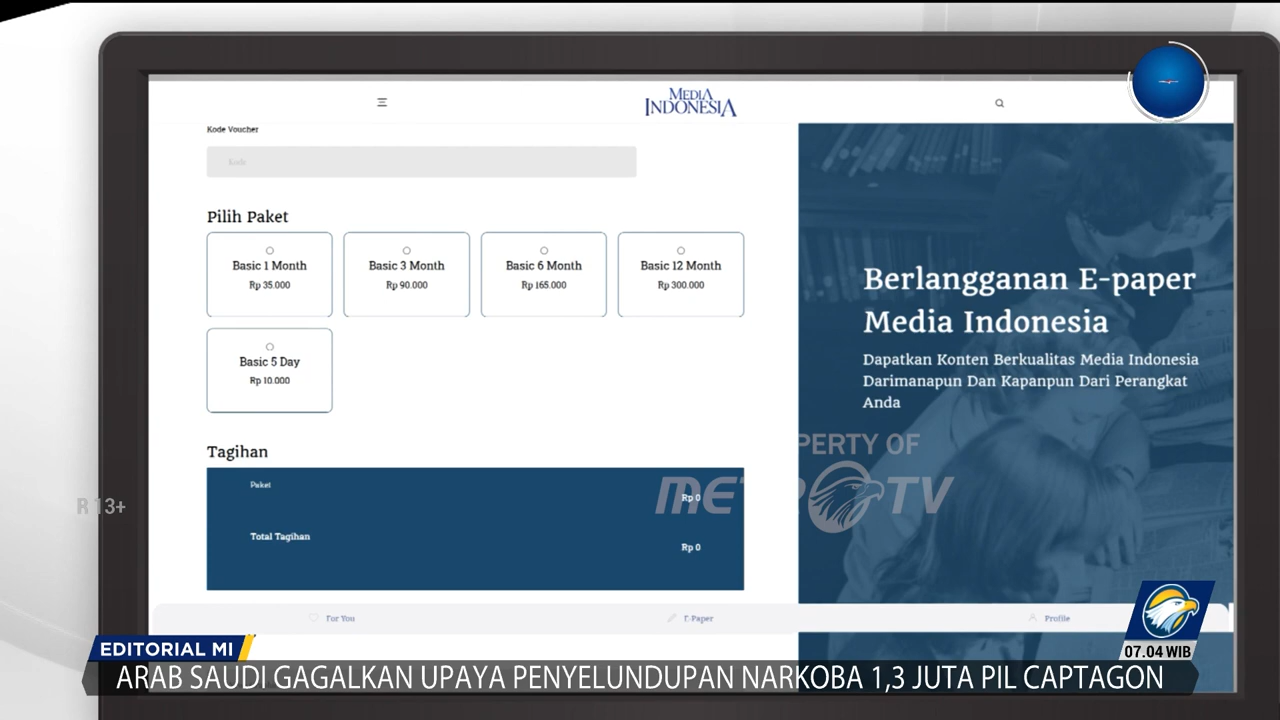 MEDIA
INDONESIA
Kode Voucher
Kode
Pilih Paket
Basic 1 Month
Rp 35.000
Basic 3 Month
Rp 90.000
Basic 6 Month
Rp 165.000
Basic 12 Month
Rp 300.000
Basic 5 Day
Rp 10.000
Berlangganan E-paper
Media Indonesia
Dapatkan Konten Berkualitas Media Indonesia
Darimanapun Dan Kapanpun Dari Perangkat
Anda
Tagihan
Paket
Rp 0
Total Tagihan
Rp 0
PERTY OF
METR TV
R 13+
For You
E-Paper
Profile
EDITORIAL MI
07.04 WIB
ARAB SAUDI GAGALKAN UPAYA PENYELUNDUPAN NARKOBA 1,3 JUTA PIL CAPTAGON